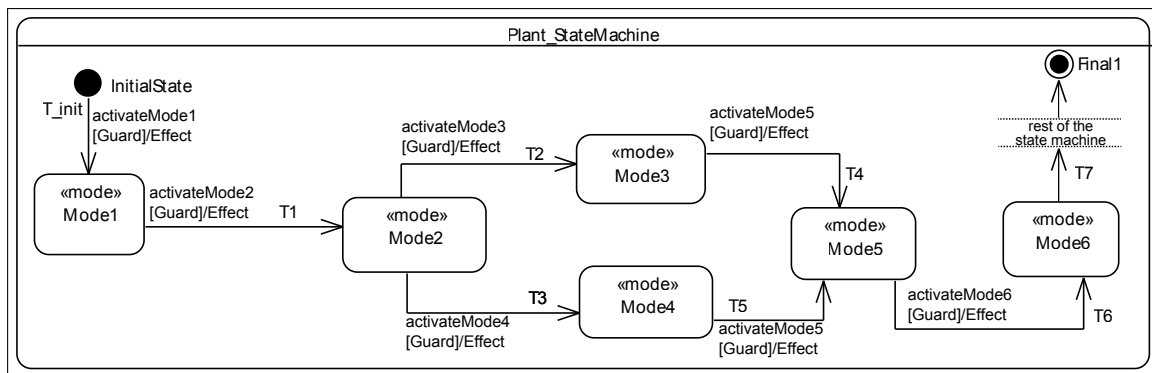 Plant_StateMachine
InitialState
Final1
T_init
activateMode1
[Guard]/Effect
activateMode3
[Guard]/Effect
T2
activateMode5
[Guard]/Effect
rest of the
state machine
«mode»
Mode1
activateMode2
[Guard]/Effect
T1
«mode»
Mode2
«mode»
Mode3
T4
T7
«mode»
Mode5
«mode»
Mode6
activateMode4
[Guard]/Effect
T3
«mode»
Mode4
T5
activateMode5
[Guard]/Effect
activateMode6
[Guard]/Effect
T6